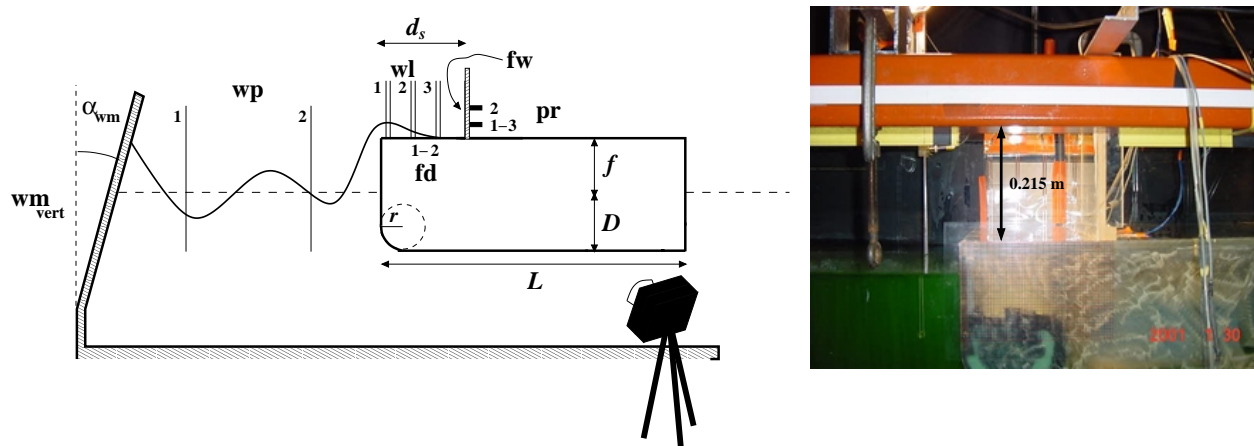 d_s
wl
fw
1 2 3
wp
α_wm
1
2
2
1-3
pr
1-2
fd
f
wm_vert
r
D
L
0.215 m
2001 1 30